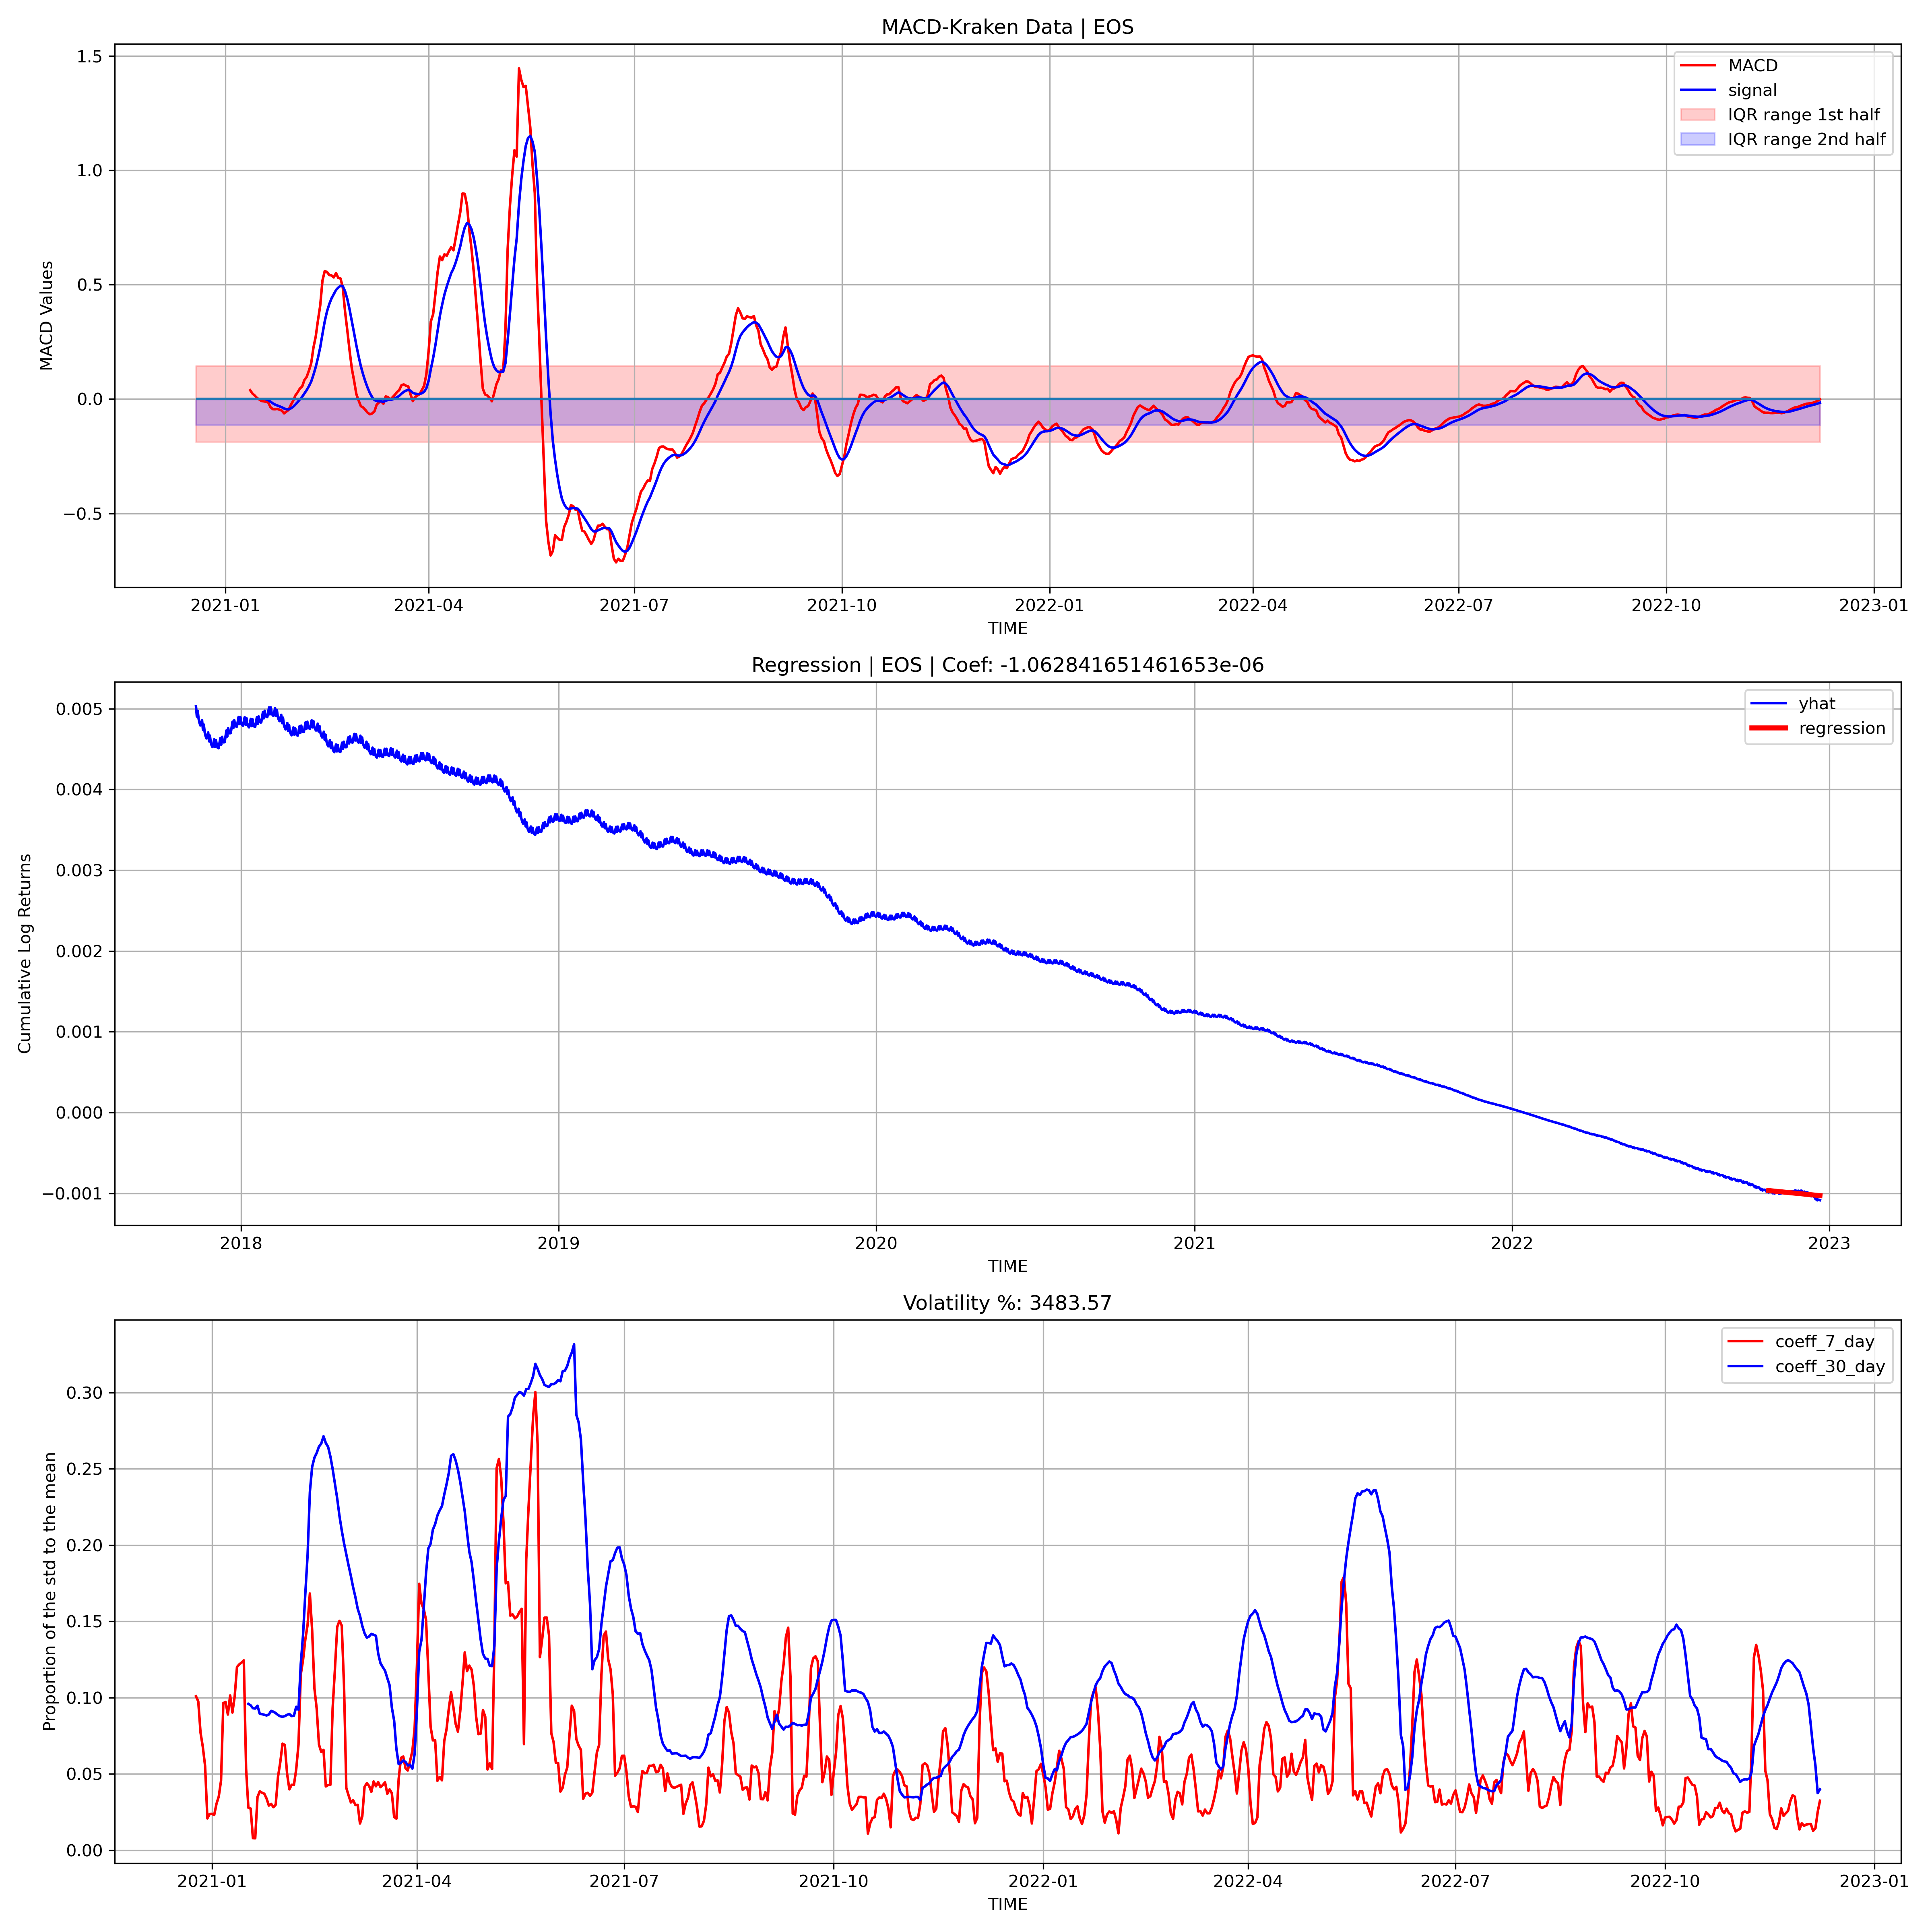 MACD-Kraken Data | EOS
MACD Values
1.5
1.0
0.5
0.0
−0.5
MACD
signal
IQR range 1st half
IQR range 2nd half
2021-01 2021-04 2021-07 2021-10 2022-01 2022-04 2022-07 2022-10 2023-01
TIME
Regression | EOS | Coef: -1.062841651461653e-06
Cumulative Log Returns
0.005
0.004
0.003
0.002
0.001
0.000
−0.001
yhat
regression
2018 2019 2020 2021 2022 2023
TIME
Volatility %: 3483.57
Proportion of the std to the mean
0.30
0.25
0.20
0.15
0.10
0.05
0.00
coeff_7_day
coeff_30_day
2021-01 2021-04 2021-07 2021-10 2022-01 2022-04 2022-07 2022-10 2023-01
TIME